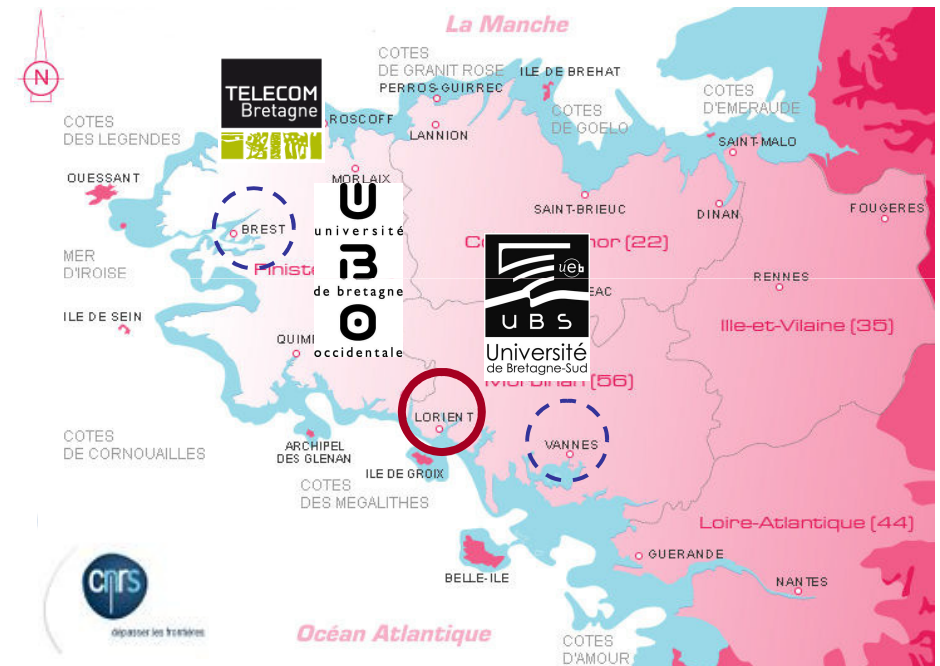 La Manche
COTES
DE GRANIT ROSE
ILE DE BREHAT
PERROS-GUIRREC
N
TELECOM
Bretagne
COTES
D'EMERAUDE
COTES
DES LEGENDES
ROSCOFF
LANNION
COTES
DE GOELO
SAINT-MALO
OUESSANT
MORLAIX
SAINT-BRIEUC
DINAN
FOUGERES
BREST
U
université
B
de bretagne
O
occidentale
MER
D'IROISE
ueb
UBS
Université
de Bretagne-Sud
RENNES
ILE DE SEIN
Ille-et-Vilaine (35)
(22)
(56)
LORIENT
VANNES
COTES
DE CORNOUAILLES
ARCHIPEL
DES GLENAN
ILE DE GROIX
COTES
DES MEGALITHES
Loire-Atlantique (44)
GUERANDE
BELLE-ILE
NANTES
cnrs
dépasser les frontières
Océan Atlantique
COTES
D'AMOUR